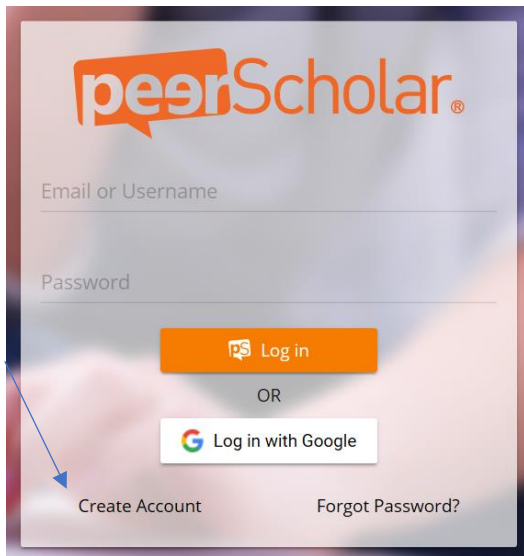 peerScholar®
Email or Username
Password
pS Log in
OR
G Log in with Google
Create Account Forgot Password?